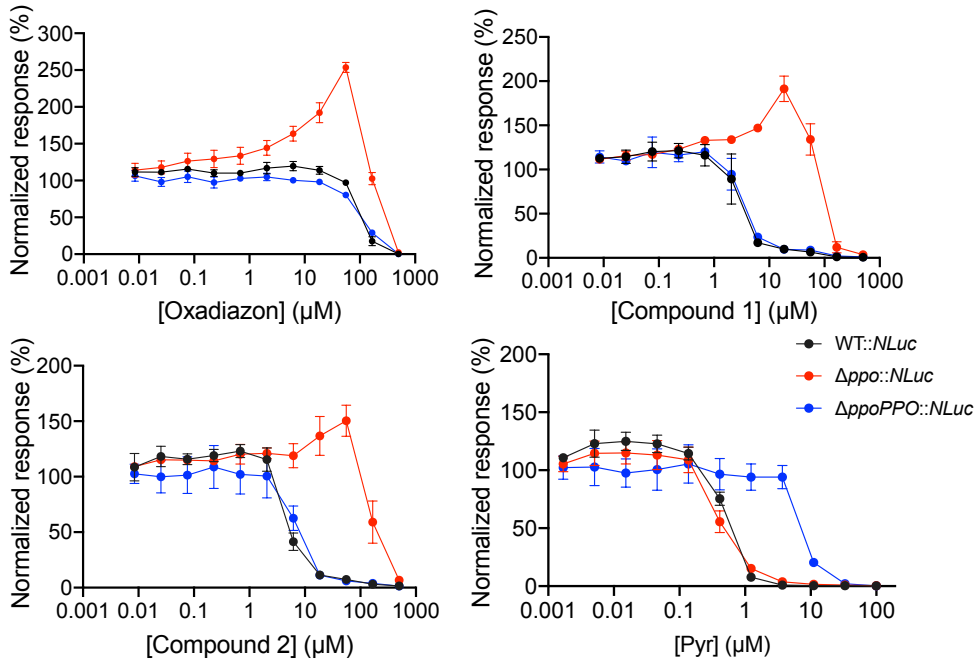 Normalized response (%)
300
250
200
150
100
50
0
0.001 0.01 0.1 1 10 100 1000
[Oxadiazon] (μM)
Normalized response (%)
250
200
150
100
50
0
0.001 0.01 0.1 1 10 100 1000
[Compound 1] (μM)
Normalized response (%)
200
150
100
50
0
0.001 0.01 0.1 1 10 100 1000
[Compound 2] (μM)
Normalized response (%)
200
150
100
50
0
0.001 0.01 0.1 1 10 100
[Pyr] (μM)
WT::NLuc
Δppo::NLuc
ΔppoPPO::NLuc